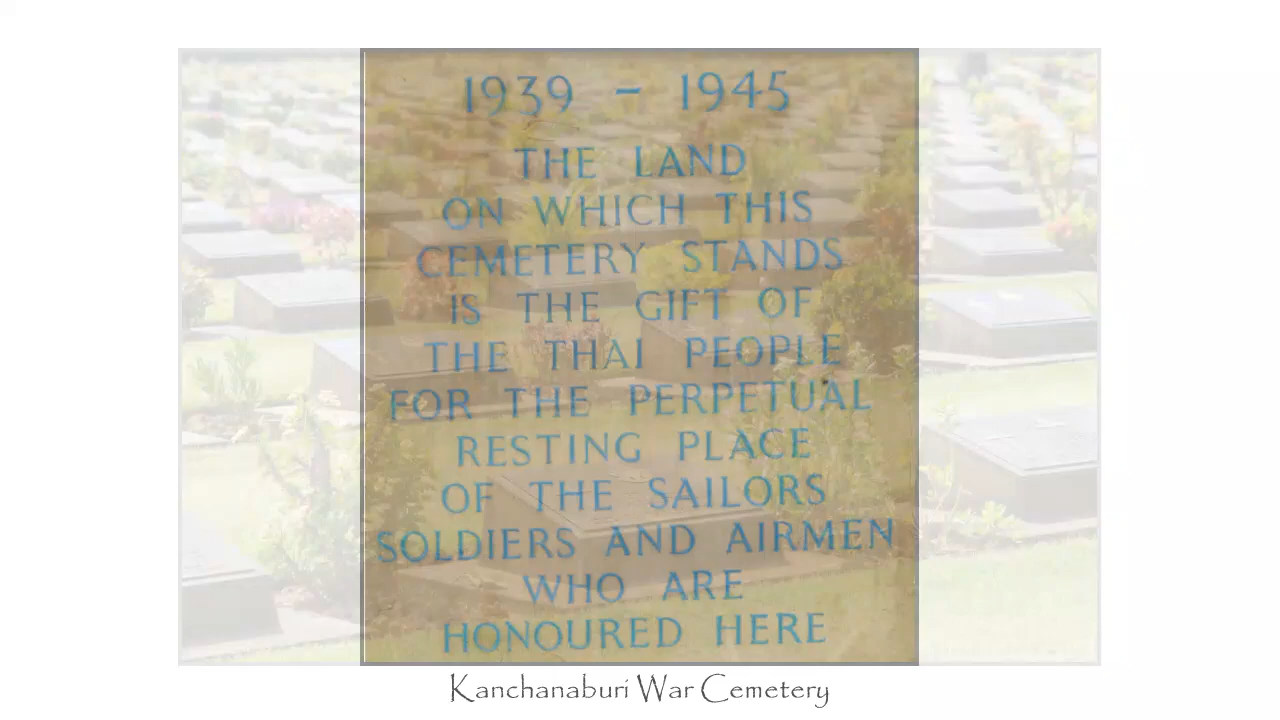 1939 – 1945
THE LAND
ON WHICH THIS
CEMETERY STANDS
IS THE GIFT OF
THE THAI PEOPLE
FOR THE PERPETUAL
RESTING PLACE
OF THE SAILORS
SOLDIERS AND AIRMEN
WHO ARE
HONOURED HERE
Kanchanaburi War Cemetery